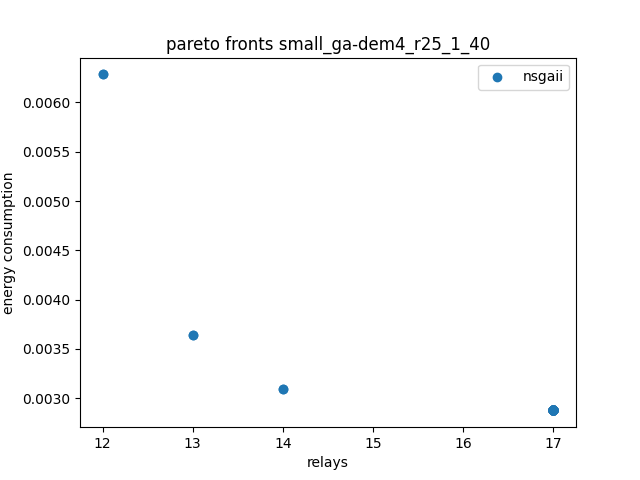 pareto fronts small_ga-dem4_r25_1_40
nsgaii
energy consumption
0.0060
0.0055
0.0050
0.0045
0.0040
0.0035
0.0030
12 13 14 15 16 17
relays